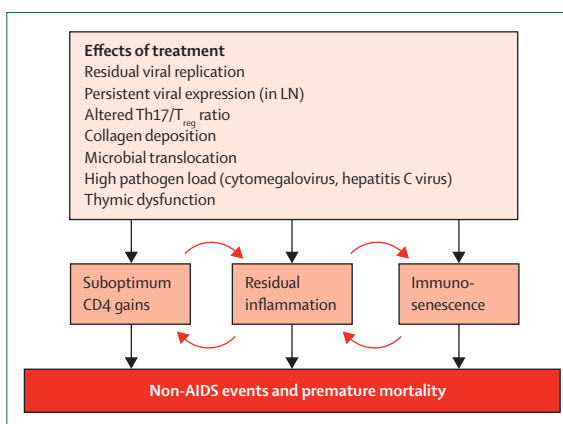 Effects of treatment
Residual viral replication
Persistent viral expression (in LN)
Altered Th17/Treg ratio
Collagen deposition
Microbial translocation
High pathogen load (cytomegalovirus, hepatitis C virus)
Thymic dysfunction
Suboptimum
CD4 gains
Residual
inflammation
Immuno-
senescence
Non-AIDS events and premature mortality